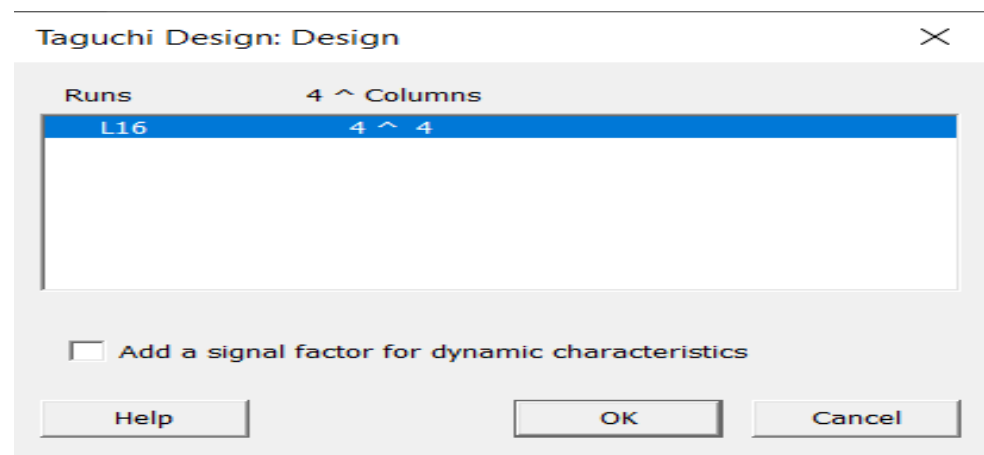 Taguchi Design: Design
Runs 4 ^ Columns
L16 4 ^ 4
Add a signal factor for dynamic characteristics
Help OK Cancel